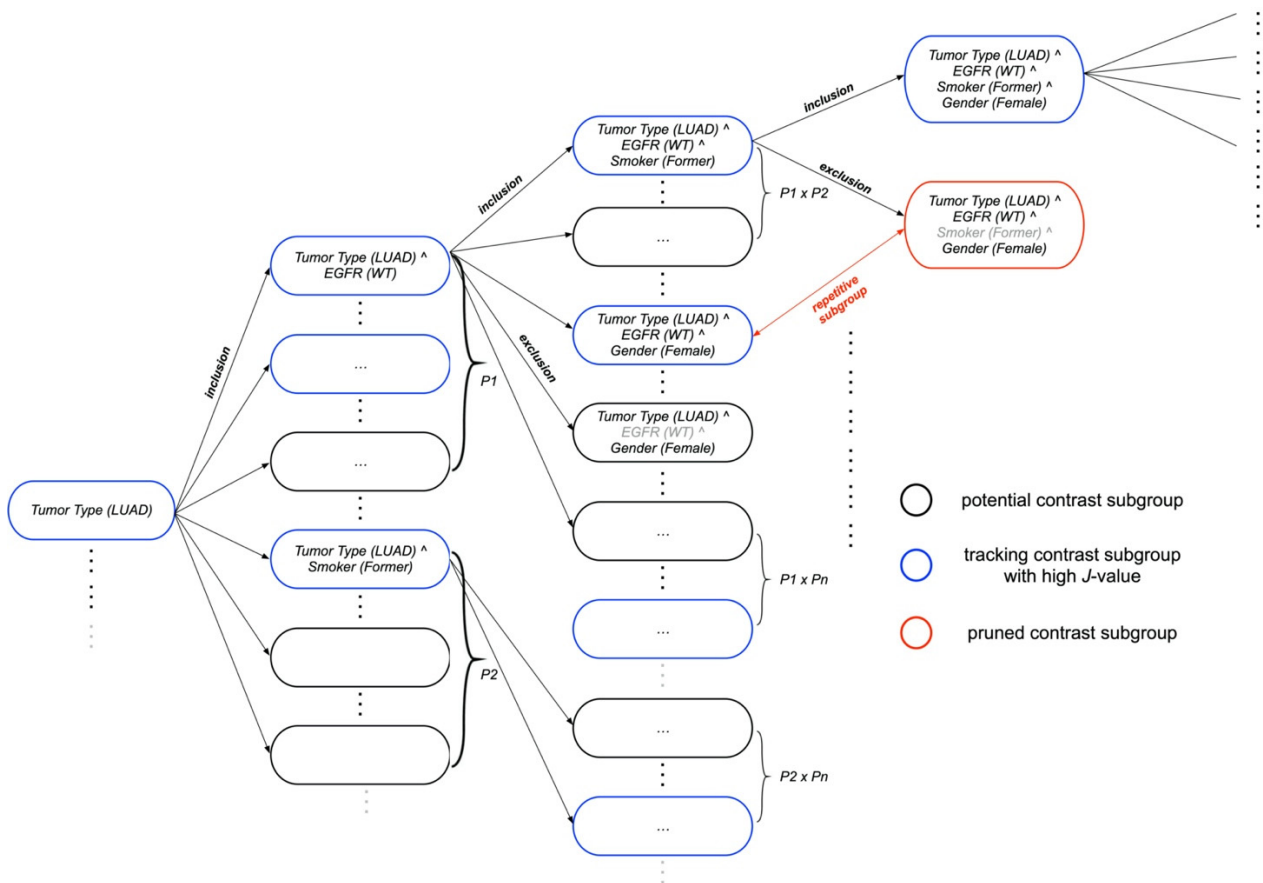 Tumor Type (LUAD)
inclusion
Tumor Type (LUAD) ^
EGFR (WT)
...
...
P1
Tumor Type (LUAD) ^
Smoker (Former)
P2
inclusion
exclusion
Tumor Type (LUAD) ^
EGFR (WT) ^
Smoker (Former)
...
P1 x P2
Tumor Type (LUAD) ^
EGFR (WT) ^
Gender (Female)
Tumor Type (LUAD) ^
EGFR (WT) ^
Gender (Female)
...
P1 x Pn
...
...
P2 x Pn
...
inclusion
exclusion
Tumor Type (LUAD) ^
EGFR (WT) ^
Smoker (Former) ^
Gender (Female)
Tumor Type (LUAD) ^
EGFR (WT) ^
Smoker (Former) ^
Gender (Female)
repetitive
subgroup
potential contrast subgroup
tracking contrast subgroup
with high J-value
pruned contrast subgroup